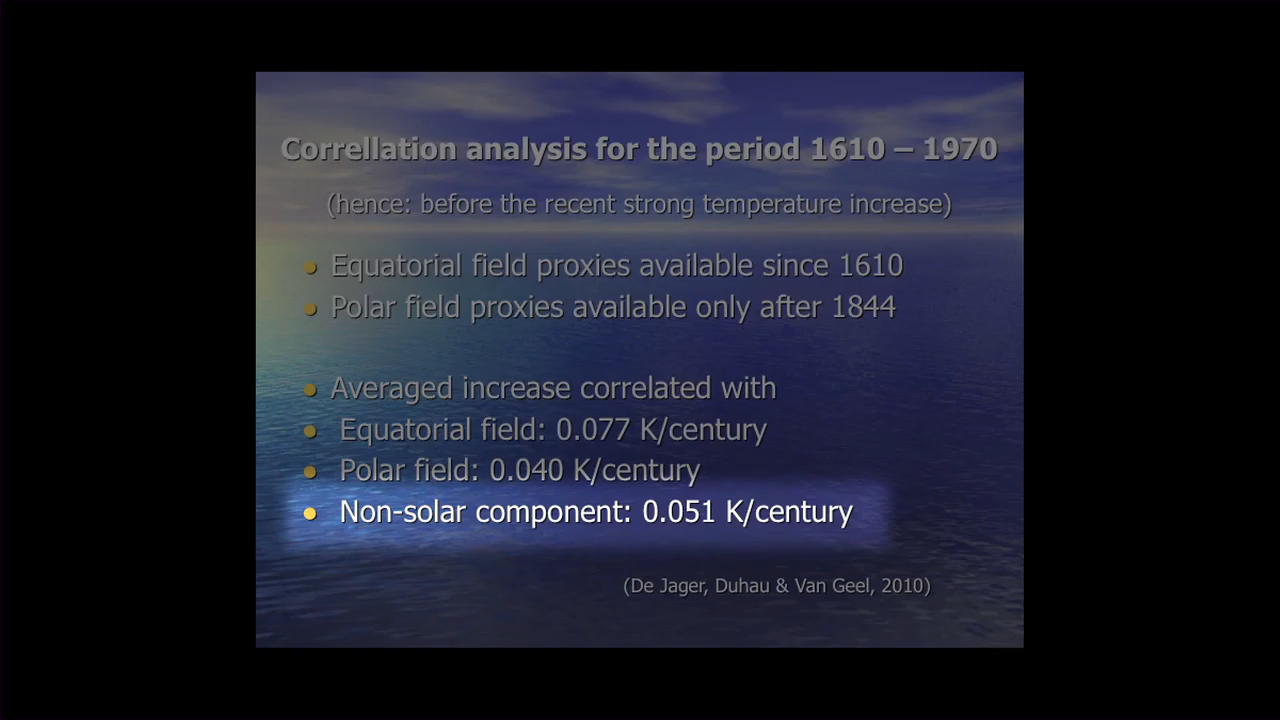 Correllation analysis for the period 1610 – 1970
(hence: before the recent strong temperature increase)
● Equatorial field proxies available since 1610
● Polar field proxies available only after 1844
● Averaged increase correlated with
● Equatorial field: 0.077 K/century
● Polar field: 0.040 K/century
● Non-solar component: 0.051 K/century
(De Jager, Duhau & Van Geel, 2010)